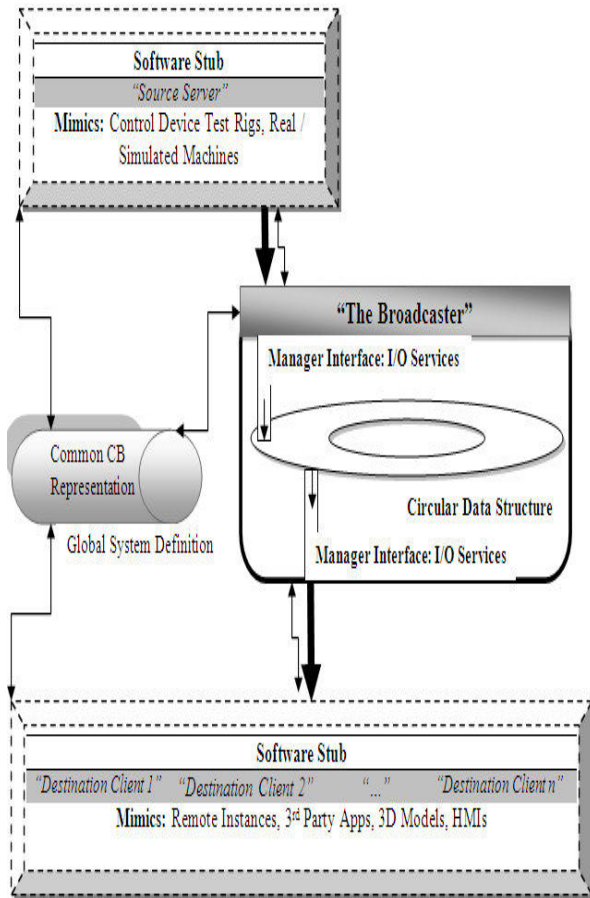 Software Stub
“Source Server”
Mimics: Control Device Test Rigs, Real /
Simulated Machines
“The Broadcaster”
Manager Interface: I/O Services
Common CB
Representation
Circular Data Structure
Global System Definition
Manager Interface: I/O Services
Software Stub
“Destination Client 1” “Destination Client 2” “...” “Destination Client n”
Mimics: Remote Instances, 3rd Party Apps, 3D Models, HMIs